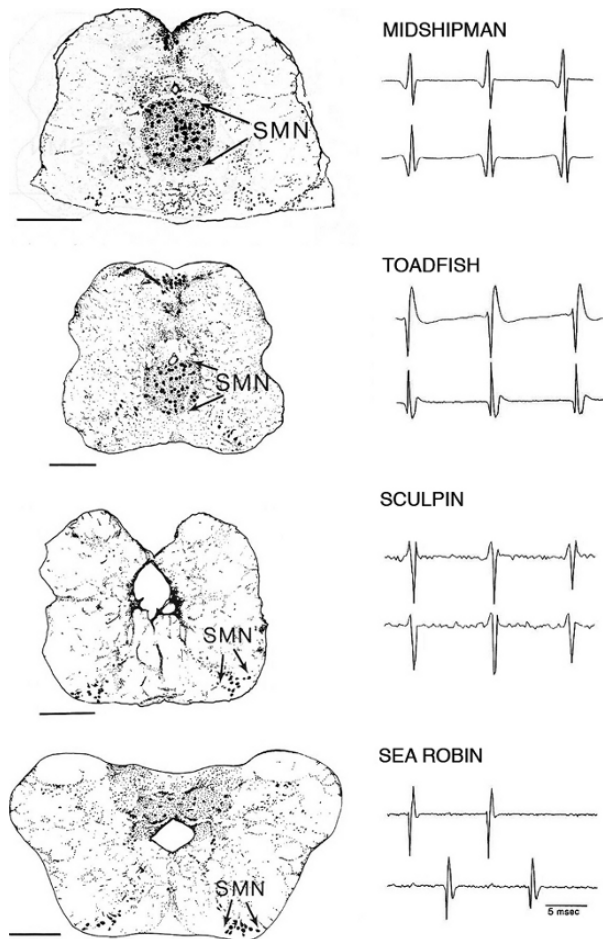 MIDSHIPMAN
SMN
TOADFISH
SMN
SCULPIN
SMN
SEA ROBIN
SMN
5 msec